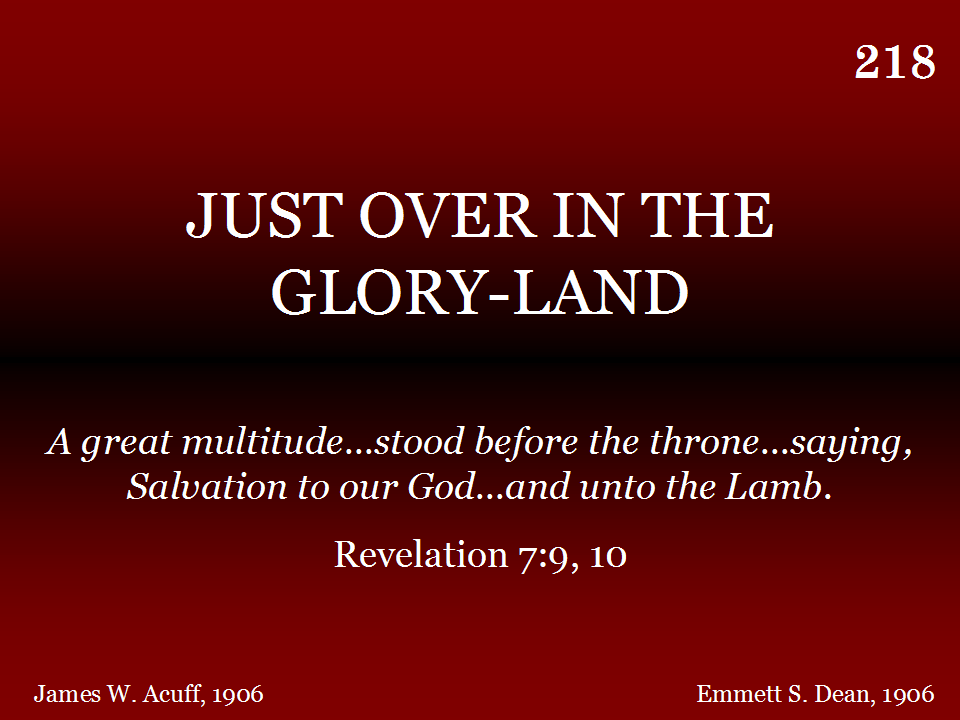 218
JUST OVER IN THE
GLORY-LAND
A great multitude...stood before the throne...saying,
Salvation to our God...and unto the Lamb.
Revelation 7:9, 10
James W. Acuff, 1906
Emmett S. Dean, 1906